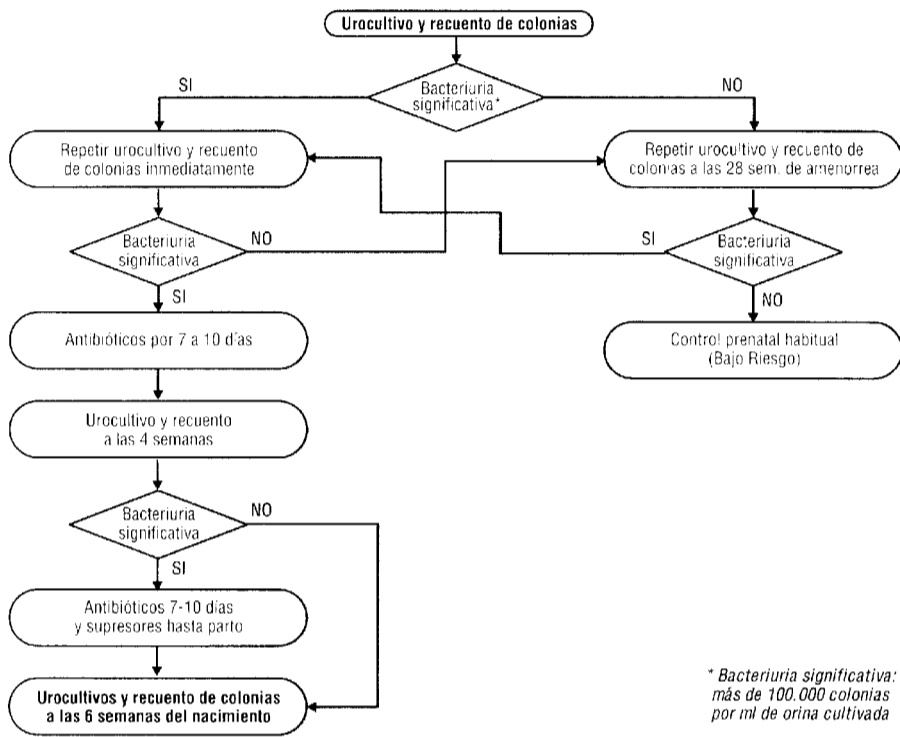 Urocultivo y recuento de colonias
SI
Bacteriuria
significativa*
NO
Repetir urocultivo y recuento
de colonias inmediatamente
Repetir urocultivo y recuento de
colonias a las 28 sem. de amenorrea
Bacteriuria
significativa
NO
SI
SI
Bacteriuria
significativa
NO
Antibióticos por 7 a 10 días
Control prenatal habitual
(Bajo Riesgo)
Urocultivo y recuento
a las 4 semanas
Bacteriuria
significativa
NO
SI
Antibióticos 7-10 días
y supresores hasta parto
Urocultivos y recuento de colonias
a las 6 semanas del nacimiento
* Bacteriuria significativa:
más de 100.000 colonias
por ml de orina cultivada